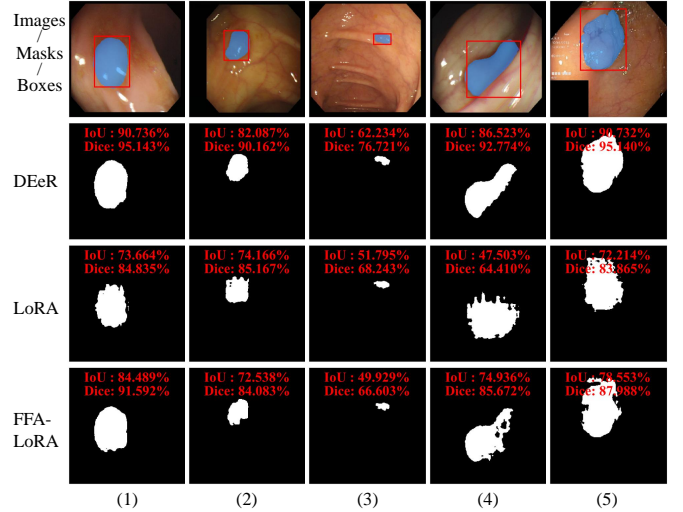 Images
/
Masks
/
Boxes
DEeR
IoU : 90.736% IoU : 82.087% IoU : 62.234% IoU : 86.523% IoU : 90.732%
Dice: 95.143% Dice: 90.162% Dice: 76.721% Dice: 92.774% Dice: 95.140%
LoRA
IoU : 73.664% IoU : 74.166% IoU : 51.795% IoU : 47.503% IoU : 72.214%
Dice: 84.835% Dice: 85.167% Dice: 68.243% Dice: 64.410% Dice: 83.865%
FFA-
LoRA
IoU : 84.489% IoU : 72.538% IoU : 49.929% IoU : 74.936% IoU : 78.553%
Dice: 91.592% Dice: 84.083% Dice: 66.603% Dice: 85.672% Dice: 87.988%
(1) (2) (3) (4) (5)